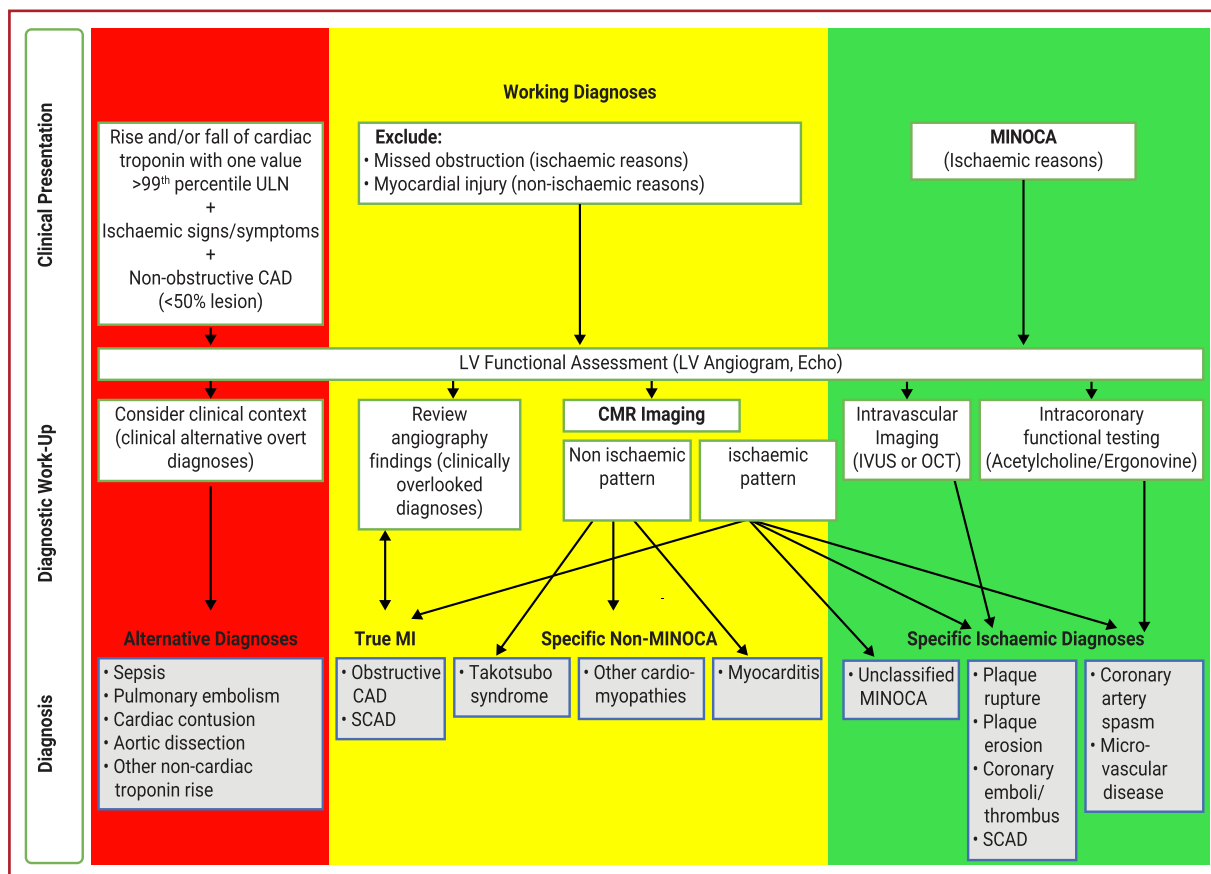 Clinical Presentation
Working Diagnoses
Rise and/or fall of cardiac
troponin with one value
>99th percentile ULN
+
Ischaemic signs/symptoms
+
Non-obstructive CAD
(<50% lesion)
Exclude:
• Missed obstruction (ischaemic reasons)
• Myocardial injury (non-ischaemic reasons)
MINOCA
(Ischaemic reasons)
LV Functional Assessment (LV Angiogram, Echo)
Diagnostic Work-Up
Consider clinical context
(clinical alternative overt
diagnoses)
Review
angiography
findings (clinically
overlooked
diagnoses)
CMR Imaging
Non ischaemic
pattern
ischaemic
pattern
Intravascular
Imaging
(IVUS or OCT)
Intracoronary
functional testing
(Acetylcholine/Ergonovine)
Diagnosis
Alternative Diagnoses
• Sepsis
• Pulmonary embolism
• Cardiac contusion
• Aortic dissection
• Other non-cardiac
troponin rise
True MI
• Obstructive
CAD
• SCAD
Specific Non-MINOCA
• Takotsubo
syndrome
• Other cardio-
myopathies
• Myocarditis
Specific Ischaemic Diagnoses
• Unclassified
MINOCA
• Plaque
rupture
• Plaque
erosion
• Coronary
emboli/
thrombus
• SCAD
• Coronary
artery
spasm
• Micro-
vascular
disease